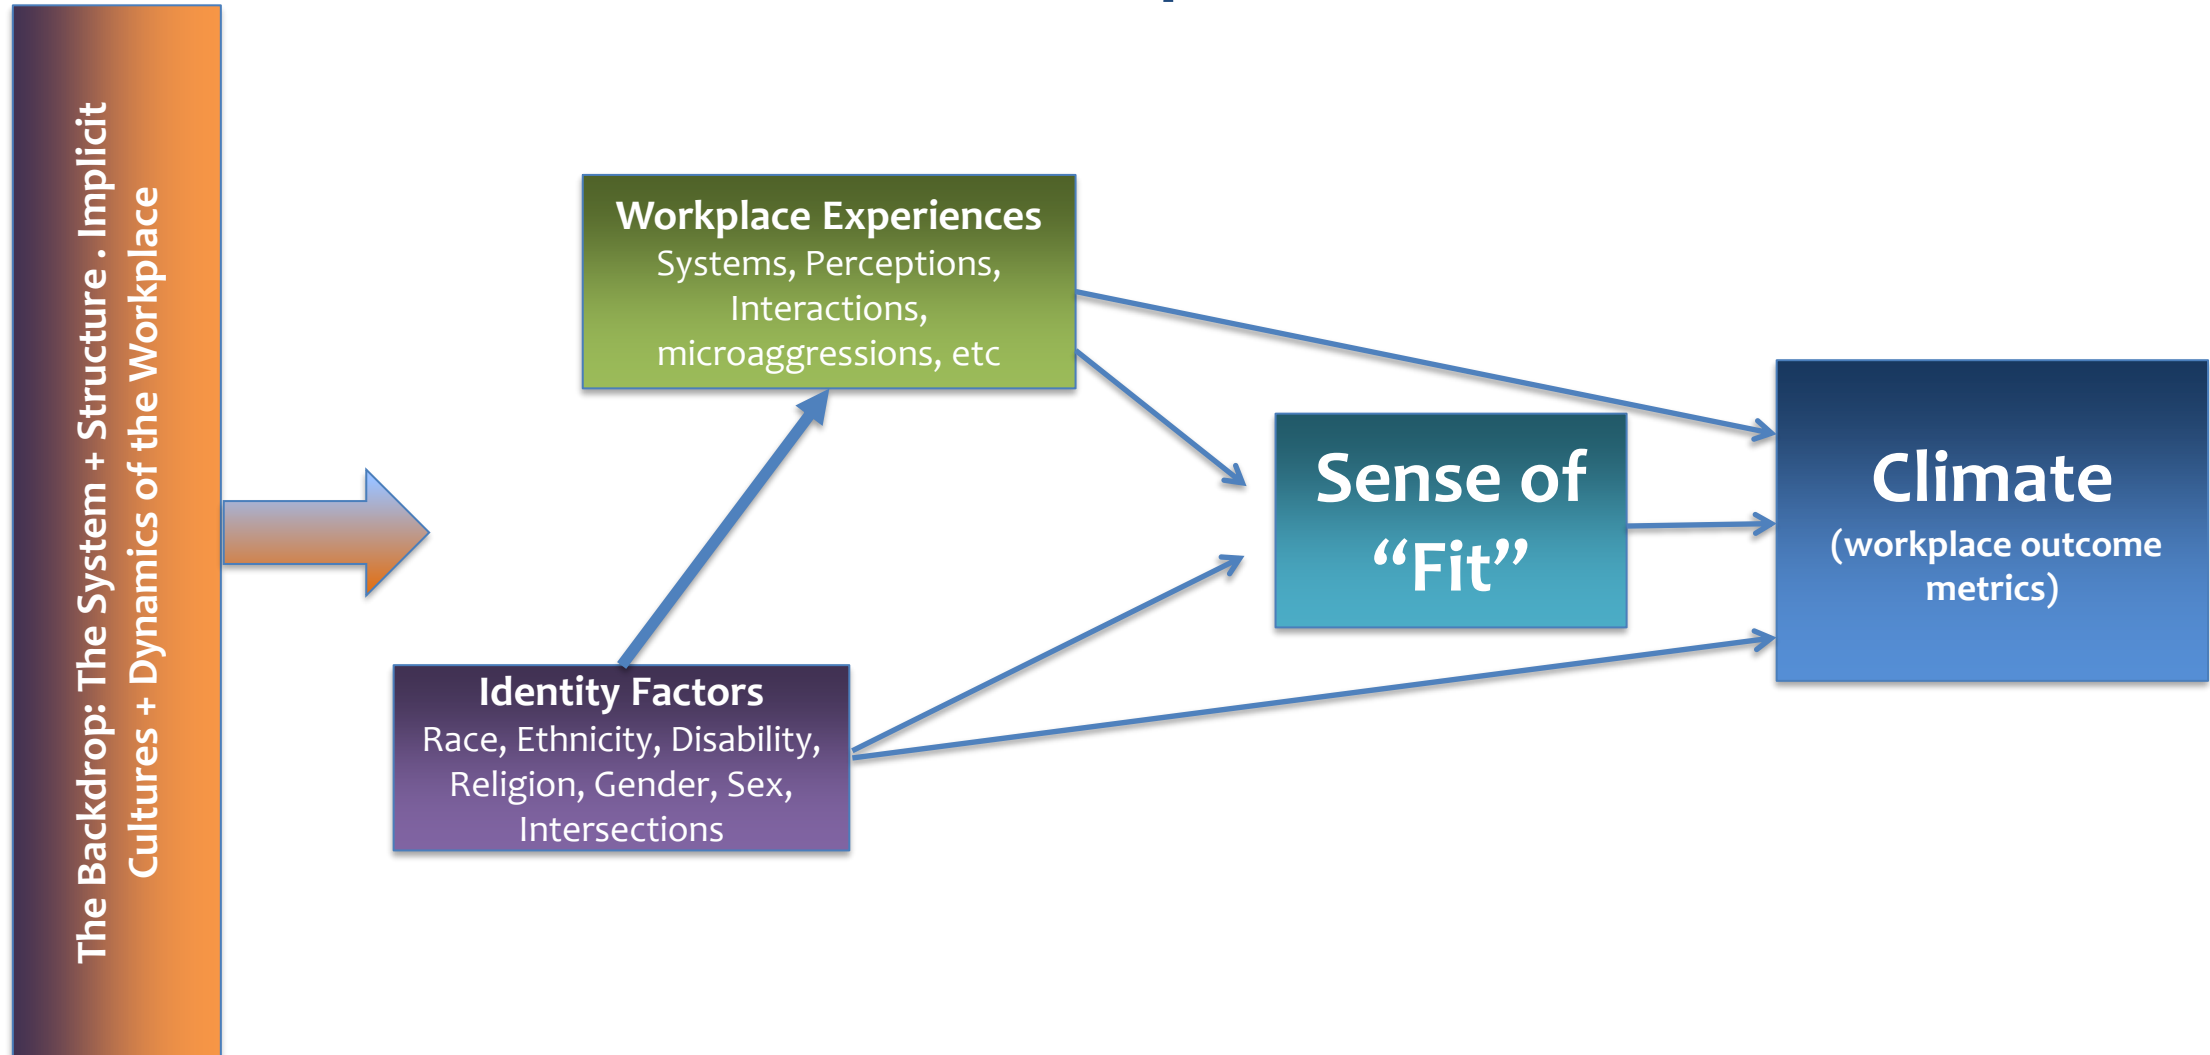 The Backdrop: The System + Structure . Implicit
Cultures + Dynamics of the Workplace
Workplace Experiences
Systems, Perceptions,
Interactions,
microaggressions, etc
Identity Factors
Race, Ethnicity, Disability,
Religion, Gender, Sex,
Intersections
Sense of
“Fit”
Climate
(workplace outcome
metrics)